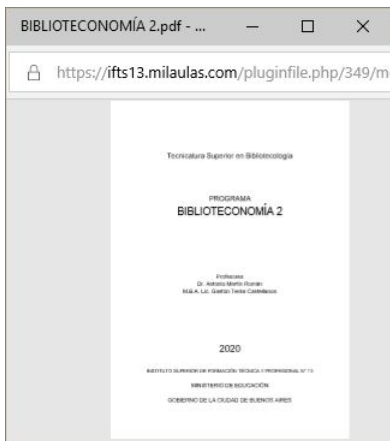 BIBLIOTECONOMÍA 2.pdf - ...
https://ifts13.milaulas.com/pluginfile.php/349/m
Tecnicatura Superior en Bibliotecología
PROGRAMA
BIBLIOTECONOMÍA 2
Profesores
Dr. Antonio Martín Román
M.B.A. Lic. Gastón
2020
INSTITUTO SUPERIOR DE FORMACIÓN TÉCNICA Y PROFESIONAL N° 13
MINISTERIO DE EDUCACIÓN
GOBIERNO DE LA CIUDAD DE BUENOS AIRES